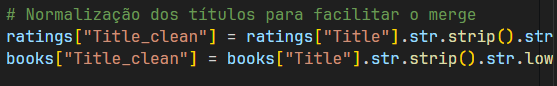 # Normalização dos títulos para facilitar o merge
ratings["Title_clean"] = ratings["Title"].str.strip().str
books["Title_clean"] = books["Title"].str.strip().str.low